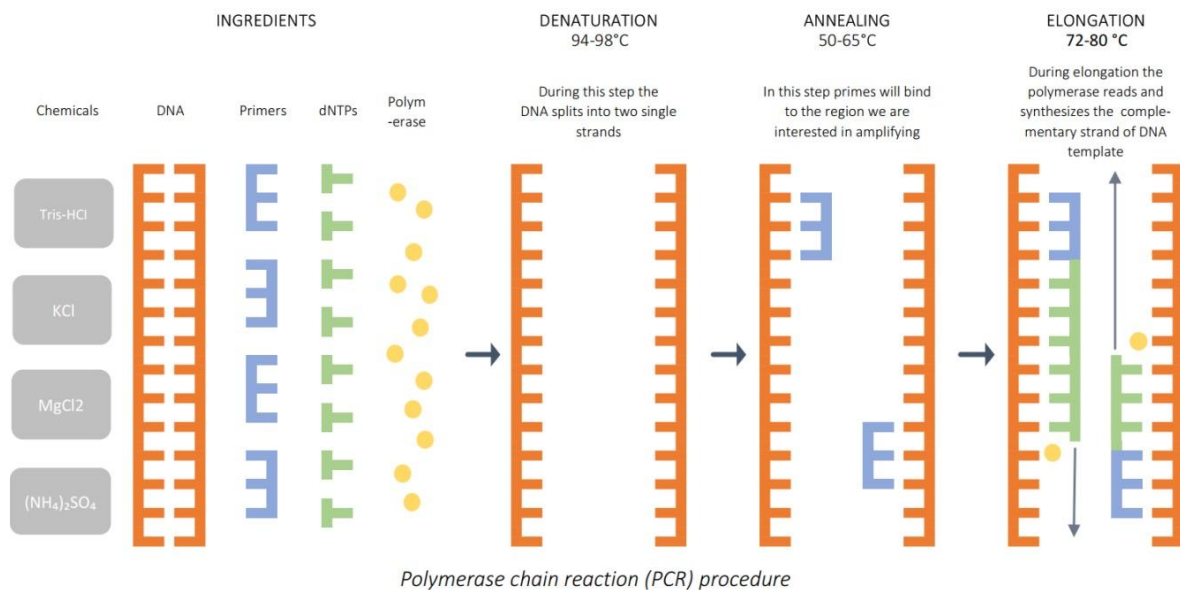 INGREDIENTS
DENATURATION
94-98°C
ANNEALING
50-65°C
ELONGATION
72-80 °C
Chemicals
DNA
Primers
dNTPs
Polym
-erase
During this step the
DNA splits into two single
strands
In this step primes will bind
to the region we are
interested in amplifying
During elongation the
polymerase reads and
synthesizes the comple-
mentary strand of DNA
template
Tris-HCl
KCl
MgCl2
(NH₄)₂SO₄
Polymerase chain reaction (PCR) procedure